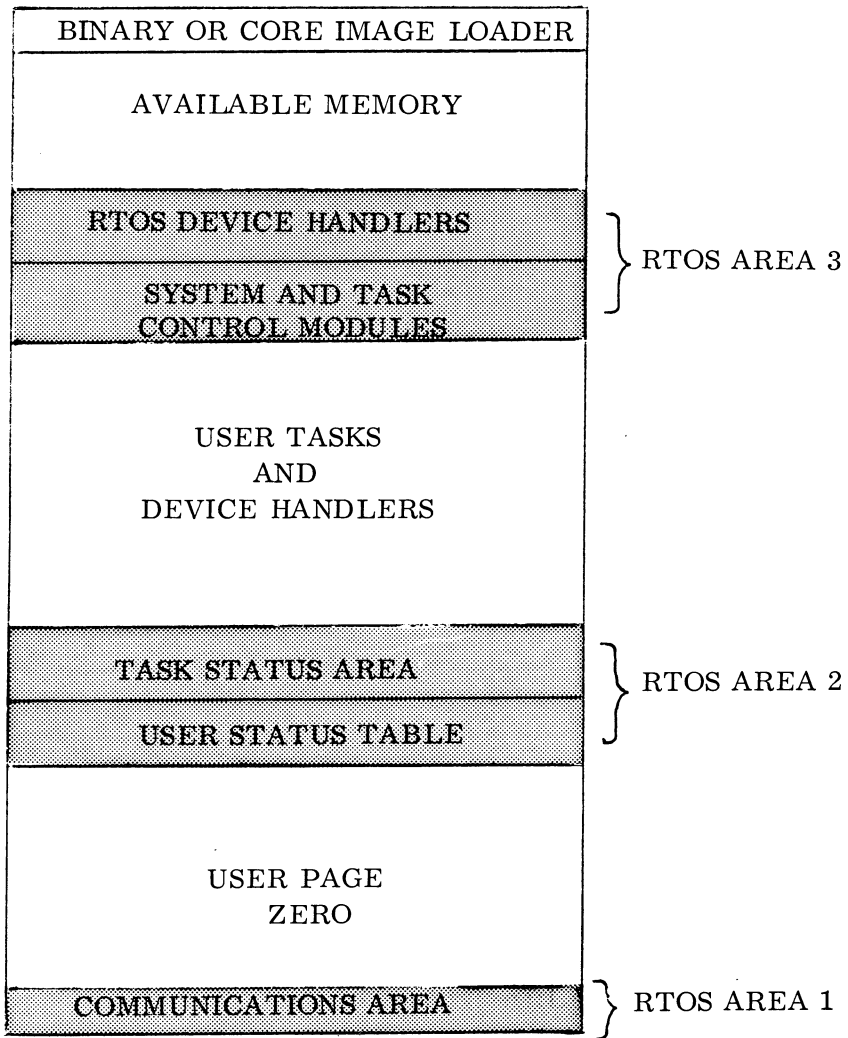 BINARY OR CORE IMAGE LOADER
AVAILABLE MEMORY
RTOS DEVICE HANDLERS
SYSTEM AND TASK
CONTROL MODULES
RTOS AREA 3
USER TASKS
AND
DEVICE HANDLERS
TASK STATUS AREA
USER STATUS TABLE
RTOS AREA 2
USER PAGE
ZERO
COMMUNICATIONS AREA
RTOS AREA 1